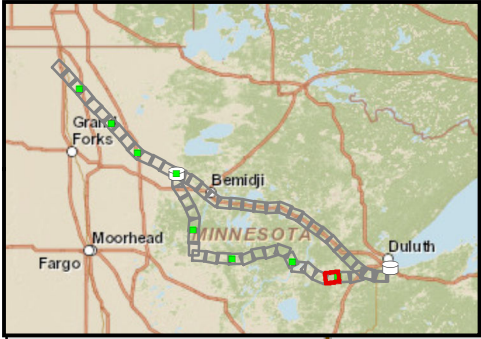 Grand
Forks
Bemidji
MINNESOTA
Moorhead
Duluth
Fargo